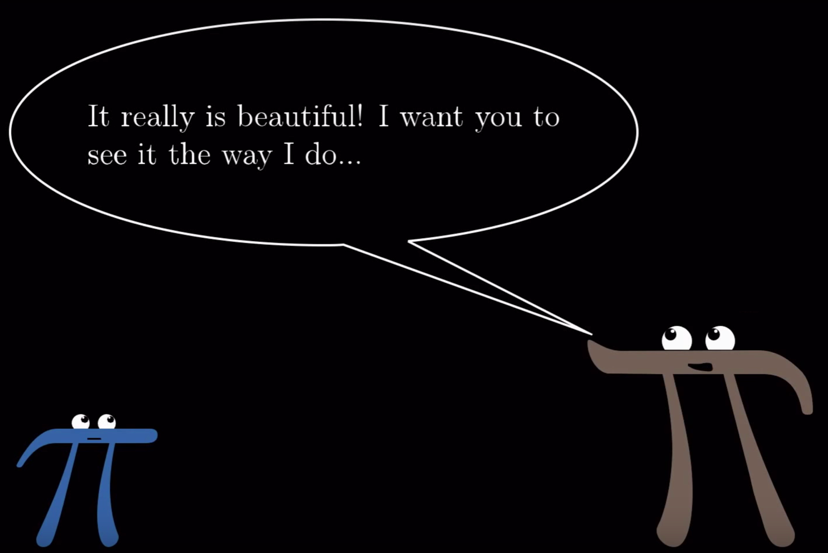 It really is beautiful! I want you to
see it the way I do...